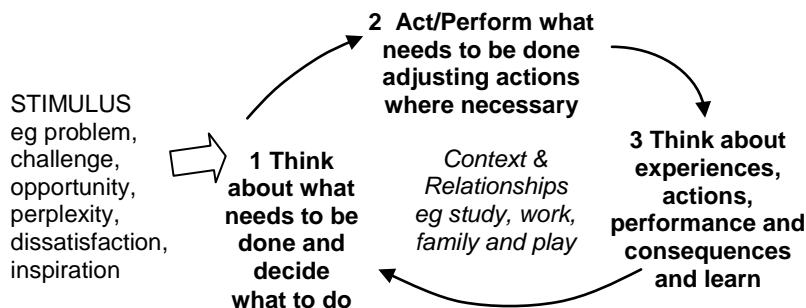 STIMULUS
eg problem,
challenge,
opportunity,
perplexity,
dissatisfaction,
inspiration
1 Think
about what
needs to be
done and
decide
what to do
2 Act/Perform what
needs to be done
adjusting actions
where necessary
Context &
Relationships
eg study, work,
family and play
3 Think about
experiences,
actions,
performance and
consequences
and learn